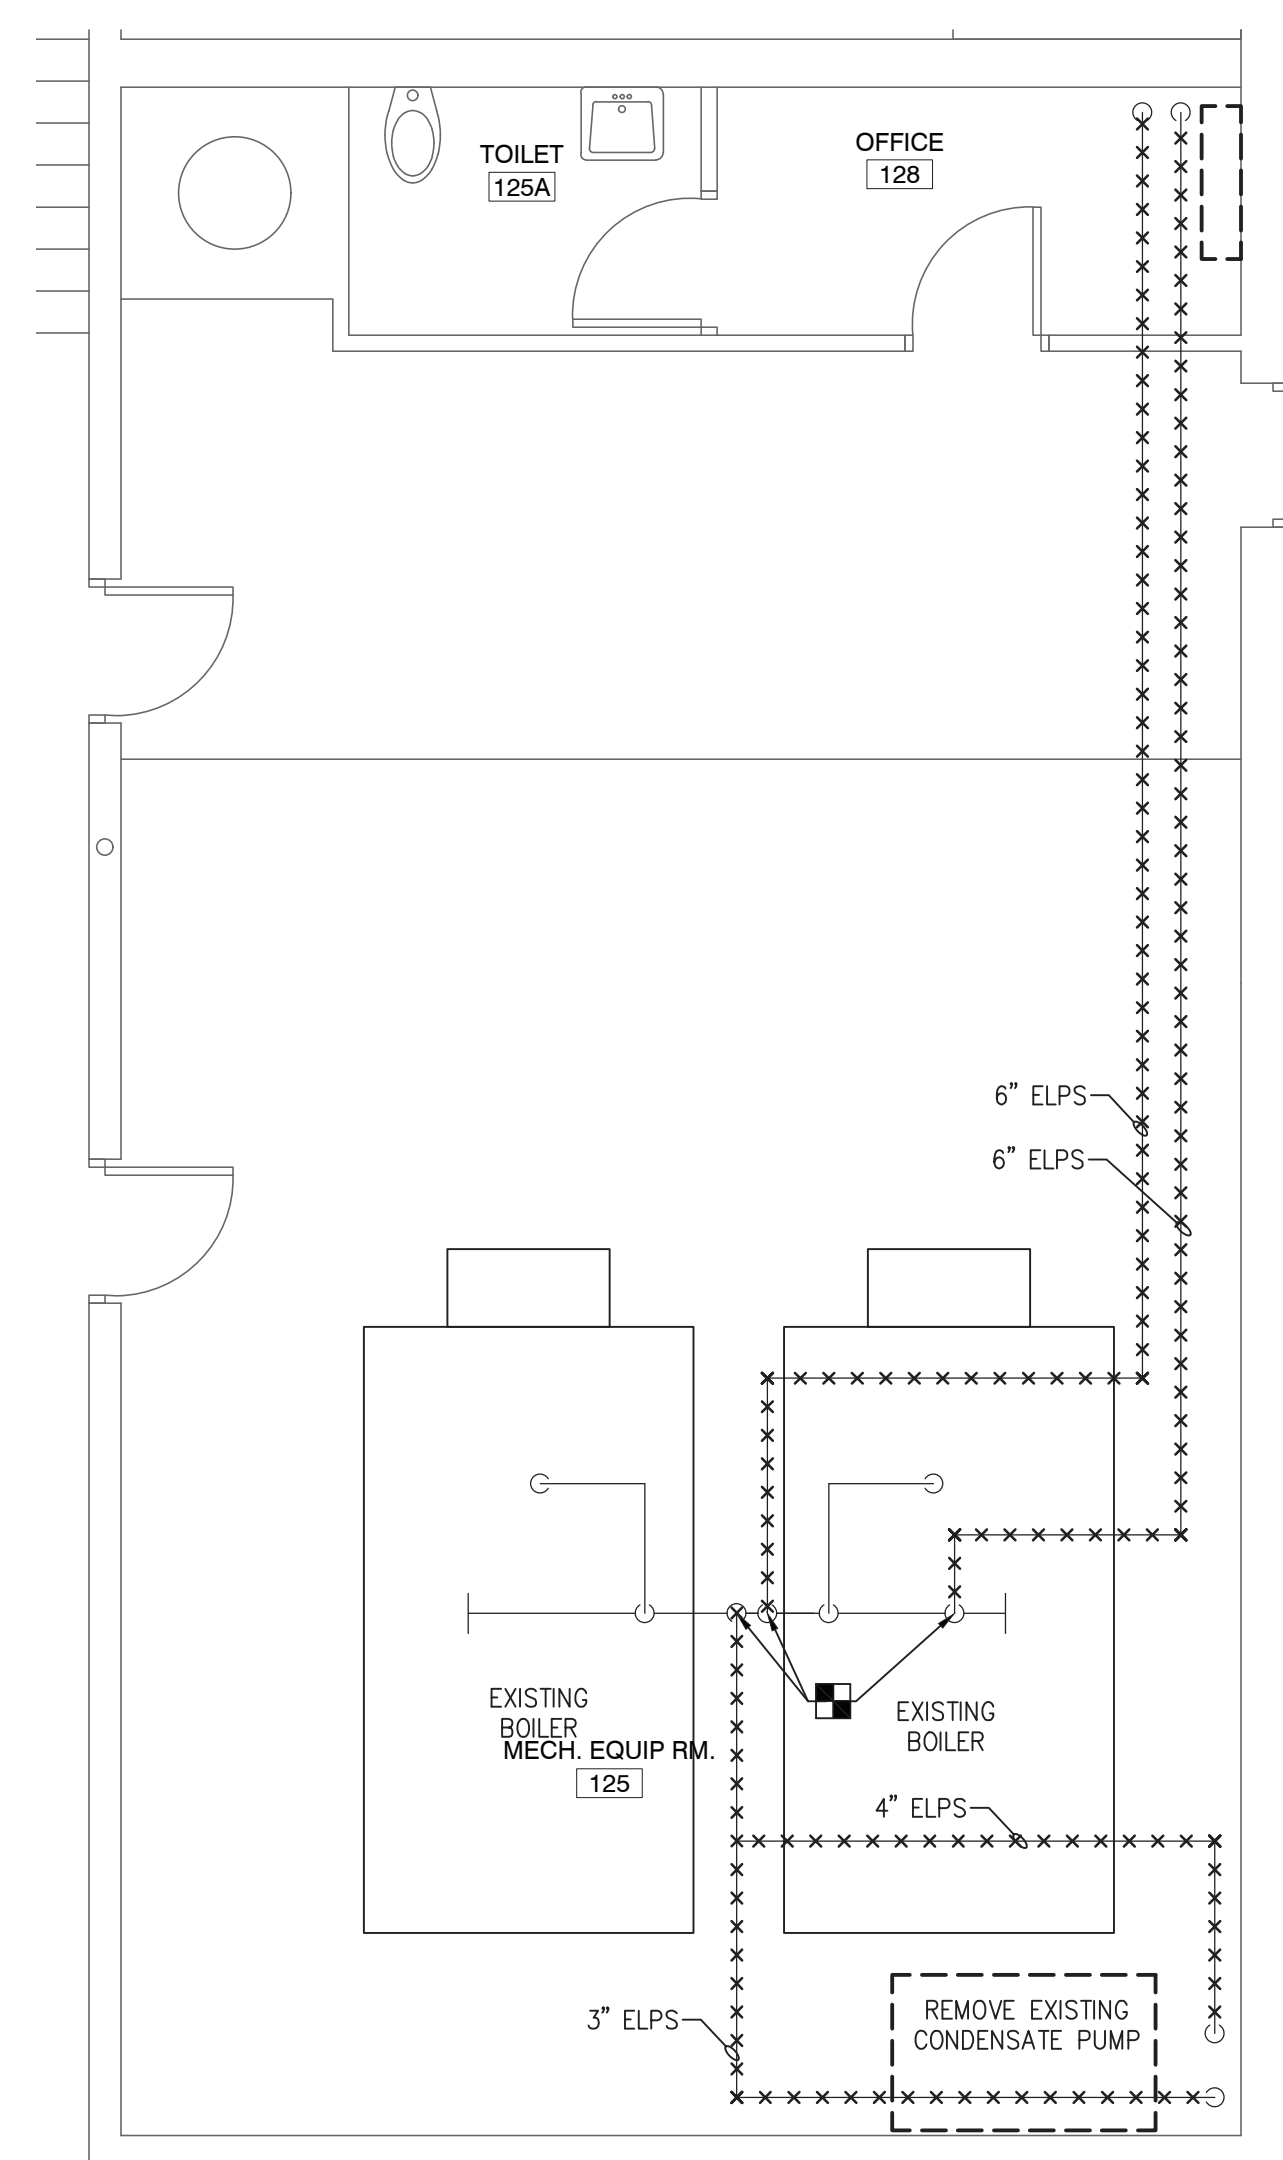 TOILET
125A
OFFICE
128
6” ELPS
6” ELPS
EXISTING
BOILER
MECH. EQUIP RM.
125
EXISTING
BOILER
4” ELPS
3” ELPS
REMOVE EXISTING
CONDENSATE PUMP